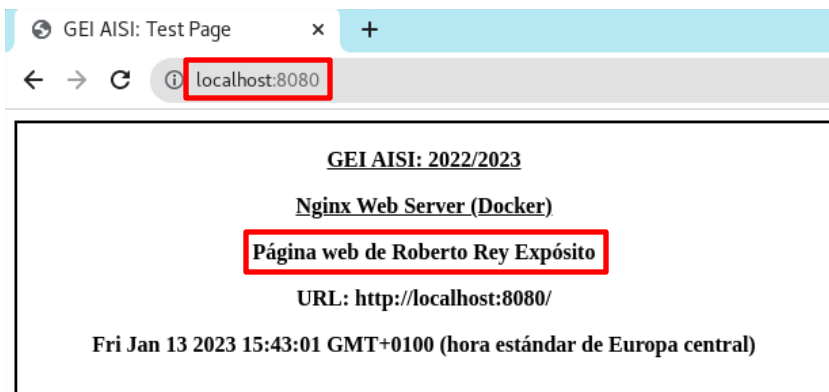 GEI AISI: Test Page
localhost:8080
GEI AISI: 2022/2023
Nginx Web Server (Docker)
Página web de Roberto Rey Expósito
URL: http://localhost:8080/
Fri Jan 13 2023 15:43:01 GMT+0100 (hora estándar de Europa central)